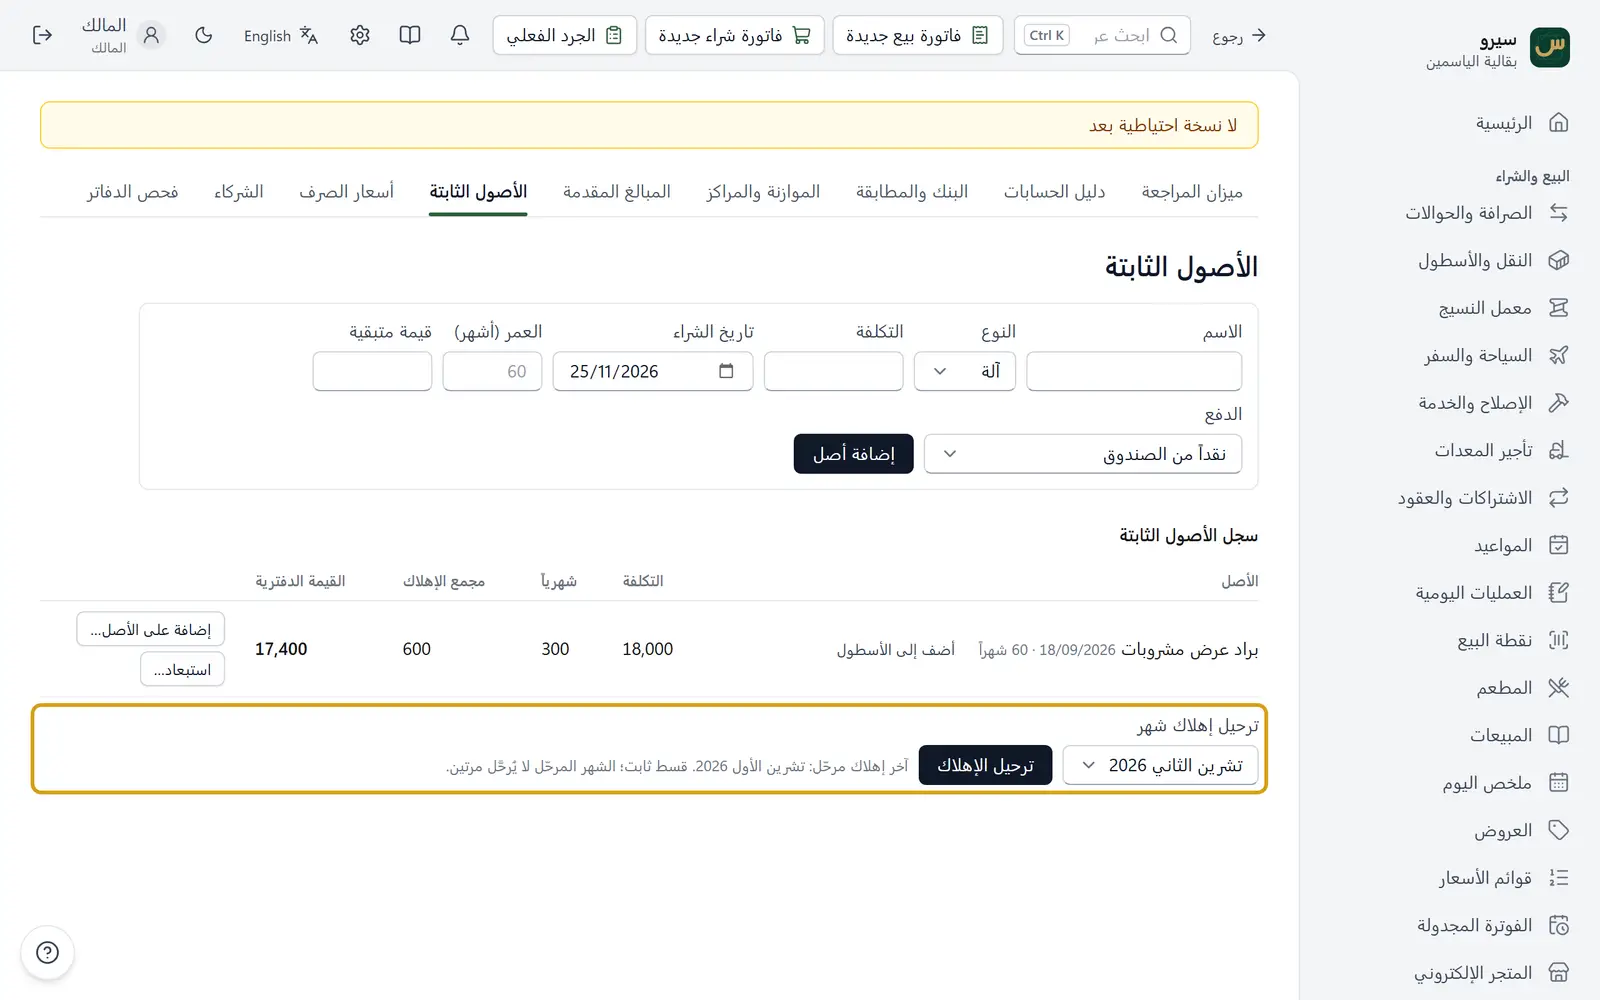 سيرو
بقالية الياسمين
رجوع
ابحث عر
Ctrl K
فاتورة بيع جديدة
فاتورة شراء جديدة
الجرد الفعلي
English
المالك
المالك
الرئيسية
البيع والشراء
الصرافة والحوالات
النقل والأسطول
معمل النسيج
السياحة والسفر
الإصلاح والخدمة
تأجير المعدات
الاشتراكات والعقود
المواعيد
العمليات اليومية
نقطة البيع
المطعم
المبيعات
ملخص اليوم
العروض
قوائم الأسعار
الفوترة المجدولة
المتجر الإلكتروني
لا نسخة احتياطية بعد
ميزان المراجعة
دليل الحسابات
البنك والمطابقة
الموازنة والمراكز
المبالغ المقدمة
الأصول الثابتة
أسعار الصرف
الشركاء
فحص الدفاتر
الأصول الثابتة
الاسم
النوع
التكلفة
تاريخ الشراء
العمر (أشهر)
قيمة متبقية
آلة
25/11/2026
60
الدفع
نقداً من الصندوق
إضافة أصل
سجل الأصول الثابتة
الأصل
التكلفة
شهرياً
مجمع الإهلاك
القيمة الدفترية
براد عرض مشروبات 18/09/2026 · 60 شهراً أضف إلى الأسطول
18,000
300
600
17,400
إضافة على الأصل...
استبعاد...
ترحيل إهلاك شهر
تشرين الثاني 2026
ترحيل الإهلاك
آخر إهلاك مرحّل: تشرين الأول 2026. قسط ثابت؛ الشهر المرحّل لا يُرحَّل مرتين.